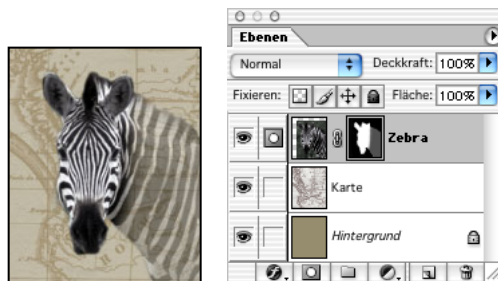 Ebenen
Normal
Deckkraft: 100%
Fixieren:
Fläche: 100%
Zebra
Karte
Hintergrund